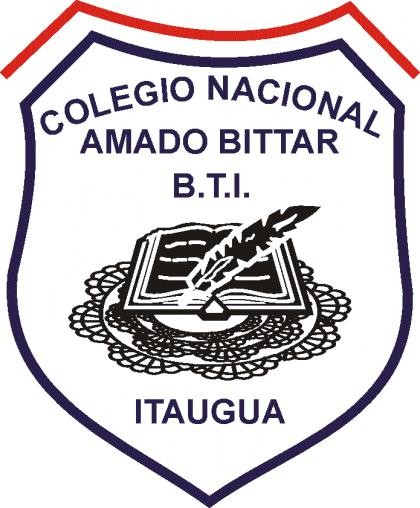 COLEGIO NACIONAL
AMADO BITTAR
B.T.I.
ITAUGUA